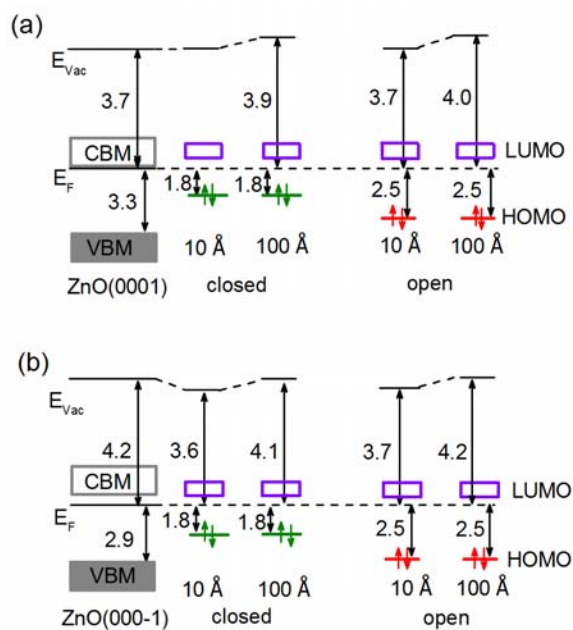 (a)
E_Vac
3.7 3.9 3.7 4.0
CBM LUMO
E_F 1.8 1.8 2.5 2.5
3.3 HOMO
VBM 10 Å 100 Å 10 Å 100 Å
ZnO(0001) closed open
(b)
E_Vac
4.2 3.6 4.1 3.7 4.2
CBM LUMO
E_F 1.8 1.8 2.5 2.5
2.9 HOMO
VBM 10 Å 100 Å 10 Å 100 Å
ZnO(000-1) closed open